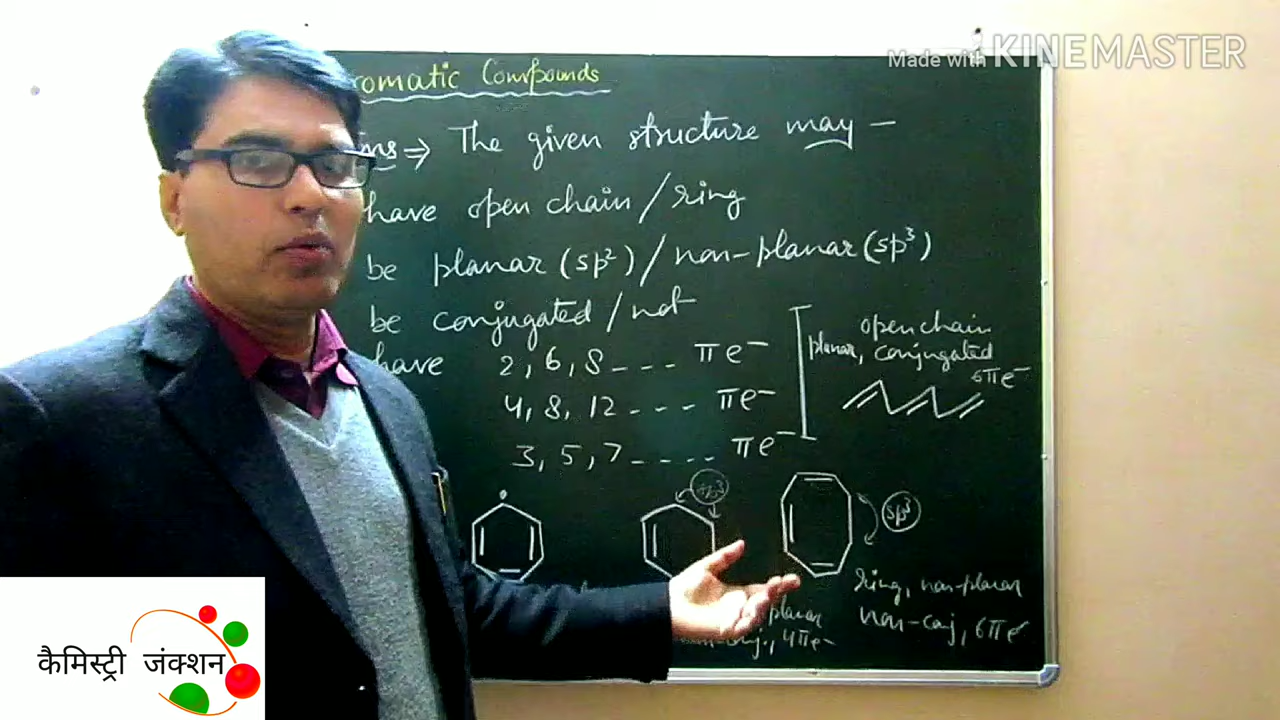 Made with KINEMASTER
romatic Compounds
ms ⇒ The given structure may –
have open chain / ring
be planar (sp²) / non-planar (sp³)
be conjugated / not
have 2, 6, 8 - - - πe⁻
4, 8, 12 - - - πe⁻
3, 5, 7 - - - - πe⁻
open chain
planar, conjugated
6πe⁻
sp³
sp³
planar
conj., 4πe⁻
ring, non-planar
non-conj, 6πe⁻
कैमिस्ट्री जंक्शन